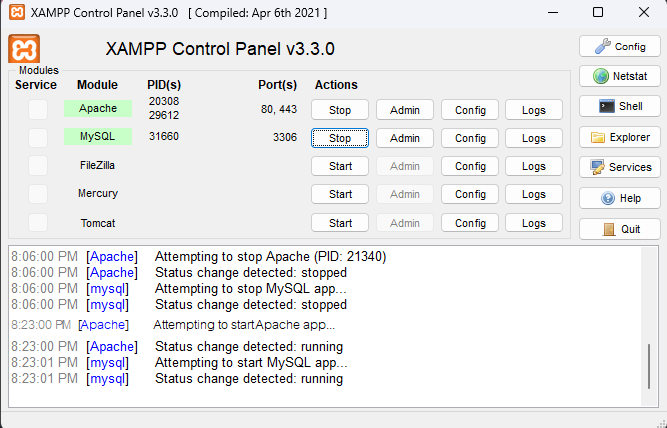 XAMPP Control Panel v3.3.0 [ Compiled: Apr 6th 2021 ]
XAMPP Control Panel v3.3.0
Config
Modules
Service Module PID(s) Port(s) Actions
Netstat
Apache 20308 29612 80, 443 Stop Admin Config Logs
Shell
MySQL 31660 3306 Stop Admin Config Logs
Explorer
FileZilla Start Admin Config Logs
Services
Mercury Start Admin Config Logs
Help
Tomcat Start Admin Config Logs
Quit
8:06:00 PM [Apache] Attempting to stop Apache (PID: 21340)
8:06:00 PM [Apache] Status change detected: stopped
8:06:00 PM [mysql] Attempting to stop MySQL app...
8:06:00 PM [mysql] Status change detected: stopped
8:23:00 PM [Apache] Attempting to startApache app...
8:23:00 PM [Apache] Status change detected: running
8:23:01 PM [mysql] Attempting to start MySQL app...
8:23:01 PM [mysql] Status change detected: running